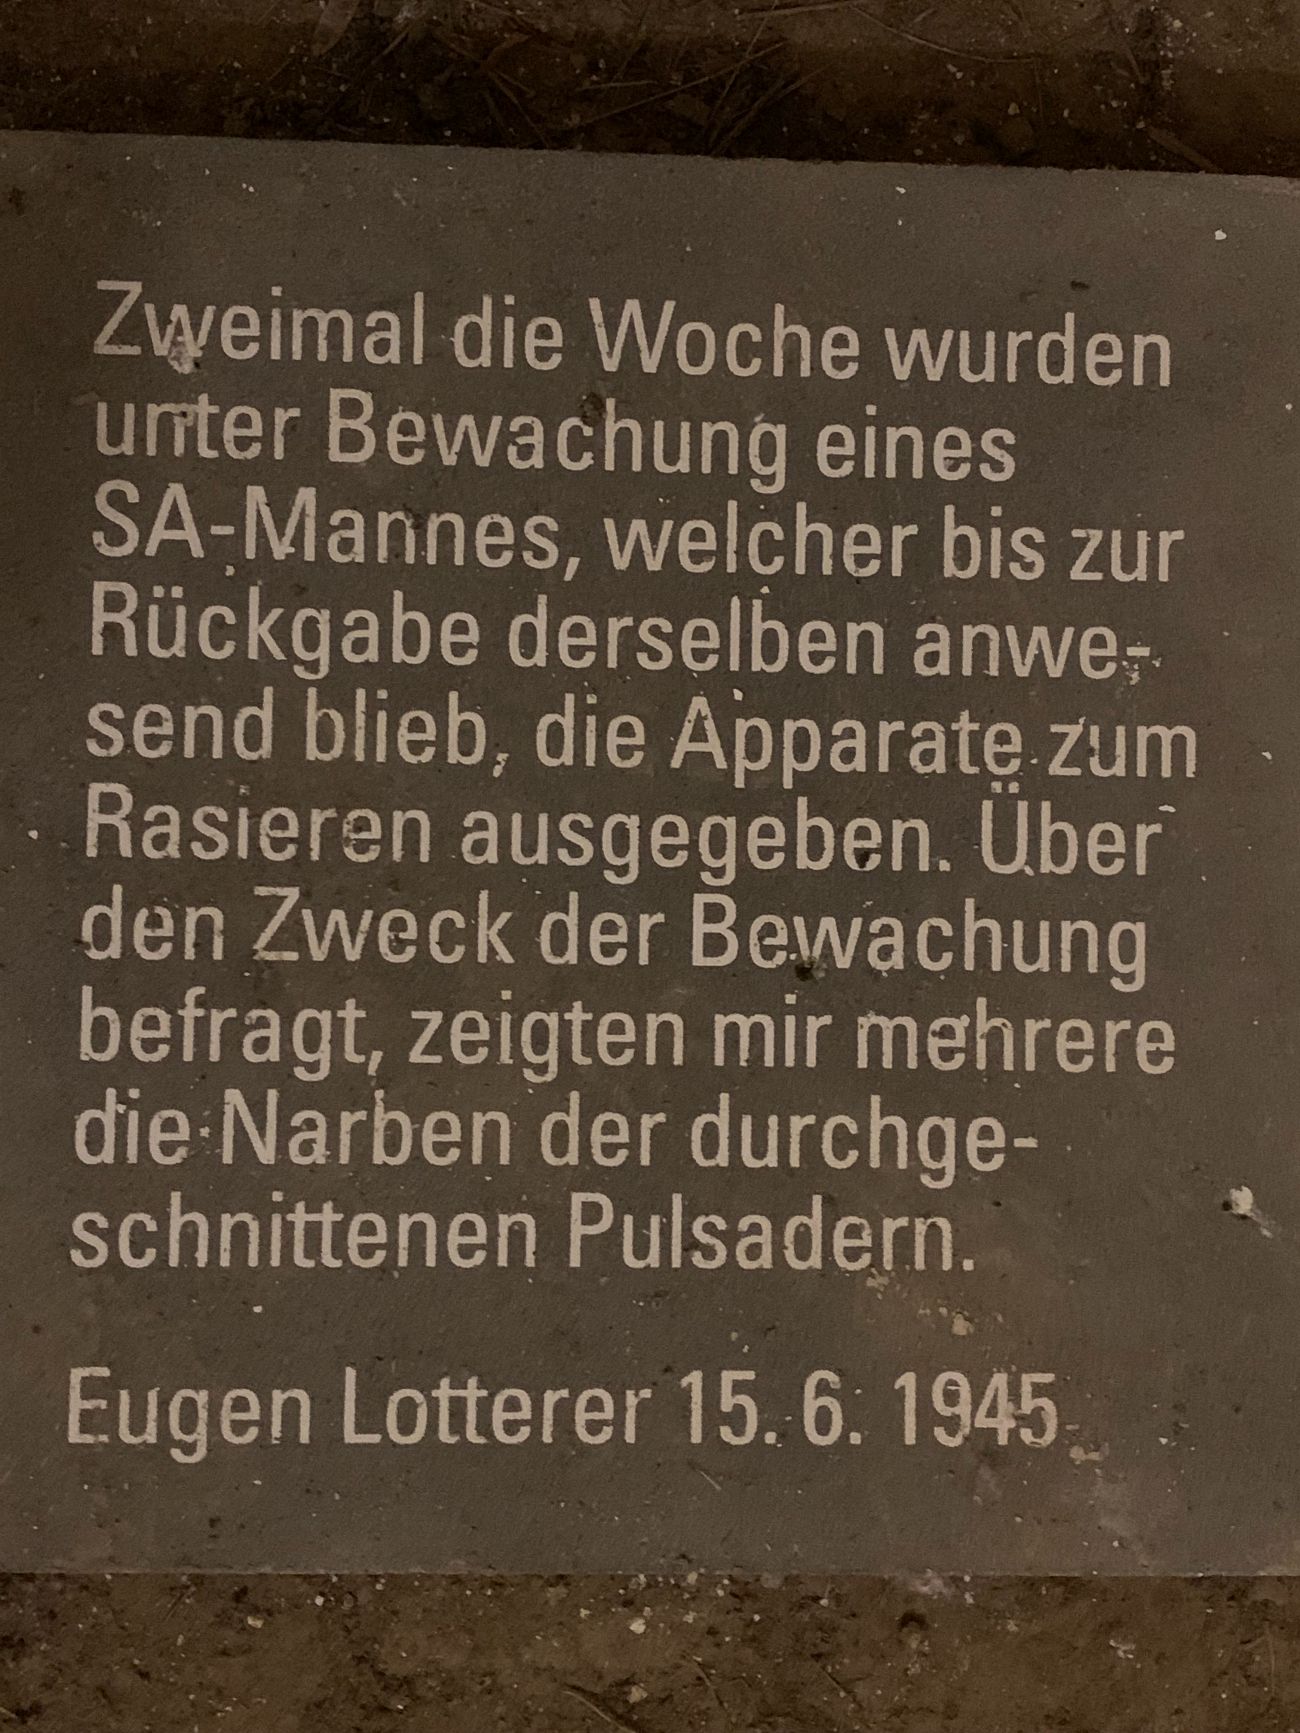 Zweimal die Woche wurden
unter Bewachung eines
SA-Mannes, welcher bis zur
Rückgabe derselben anwe-
send blieb, die Apparate zum
Rasieren ausgegeben. Über
den Zweck der Bewachung
befragt, zeigten mir mehrere
die Narben der durchge-
schnittenen Pulsadern.
Eugen Lotterer 15. 6. 1945